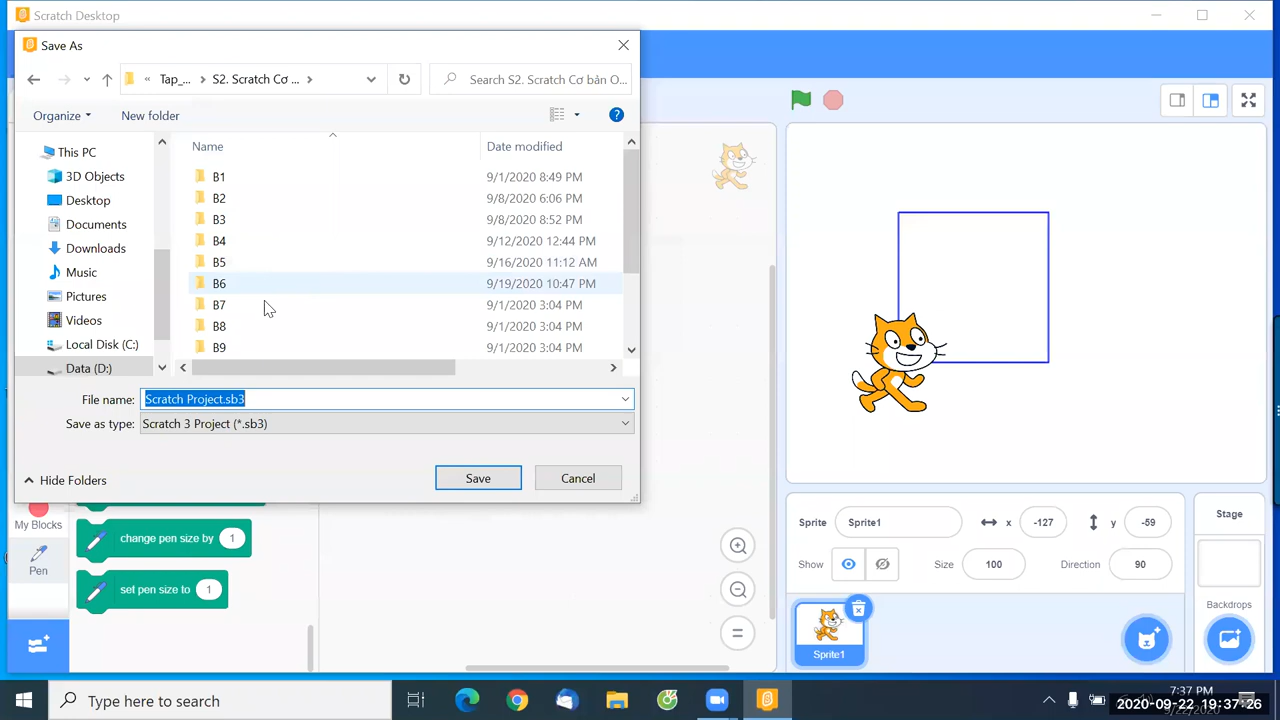 Scratch Desktop
Save As
« Tap_... > S2. Scratch Cơ ... >
Search S2. Scratch Cơ bản O...
Organize
New folder
Name Date modified
This PC
3D Objects
Desktop
Documents
Downloads
Music
Pictures
Videos
Local Disk (C:)
Data (D:)
B1 9/1/2020 8:49 PM
B2 9/8/2020 6:06 PM
B3 9/8/2020 8:52 PM
B4 9/12/2020 12:44 PM
B5 9/16/2020 11:12 AM
B6 9/19/2020 10:47 PM
B7 9/1/2020 3:04 PM
B8 9/1/2020 3:04 PM
B9 9/1/2020 3:04 PM
File name: Scratch Project.sb3
Save as type: Scratch 3 Project (*.sb3)
Hide Folders
Save
Cancel
My Blocks
Pen
change pen size by 1
set pen size to 1
Sprite Sprite1 x -127 y -59
Show Size 100 Direction 90
Sprite1
Stage
Backdrops
Type here to search
7:37 PM
2020-09-22 19:37:26